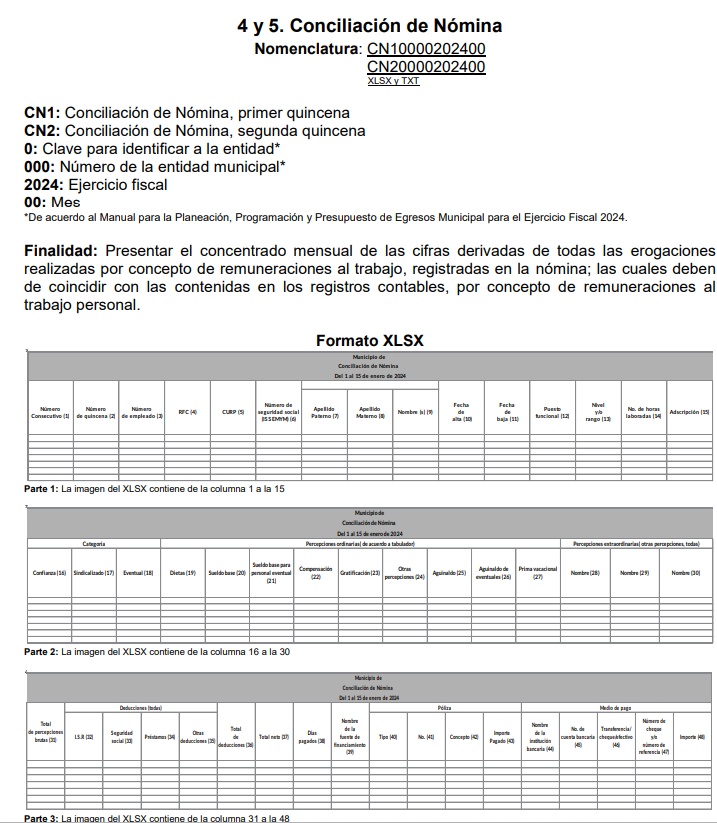 4 y 5. Conciliación de Nómina
Nomenclatura: CN10000202400
CN20000202400
XLSX y TXT
CN1: Conciliación de Nómina, primer quincena
CN2: Conciliación de Nómina, segunda quincena
0: Clave para identificar a la entidad*
000: Número de la entidad municipal*
2024: Ejercicio fiscal
00: Mes
*De acuerdo al Manual para la Planeación, Programación y Presupuesto de Egresos Municipal para el Ejercicio Fiscal 2024.
Finalidad: Presentar el concentrado mensual de las cifras derivadas de todas las erogaciones
realizadas por concepto de remuneraciones al trabajo, registradas en la nómina; las cuales deben
de coincidir con las contenidas en los registros contables, por concepto de remuneraciones al
trabajo personal.
Formato XLSX
Municipio de
Conciliación de Nómina
Del 1 al 15 de enero de 2024
Número Consecutivo (1)
Número de quincena (2)
Número de empleado (3)
RFC (4)
CURP (5)
Número de seguridad social (ISSEMYM) (6)
Apellido Paterno (7)
Apellido Materno (8)
Nombre (s) (9)
Fecha de alta (10)
Fecha de baja (11)
Puesto funcional (12)
Nivel y/o rango (13)
No. de horas laboradas (14)
Adscripción (15)
Parte 1: La imagen del XLSX contiene de la columna 1 a la 15
Municipio de
Conciliación de Nómina
Del 1 al 15 de enero de 2024
Categoría
Percepciones ordinarias( de acuerdo a tabulador)
Percepciones extraordinarias( otras percepciones, todas)
Confianza (16)
Sindicalizado (17)
Eventual (18)
Dietas (19)
Sueldo base (20)
Sueldo base para personal eventual (21)
Compensación (22)
Gratificación (23)
Otras percepciones (24)
Aguinaldo (25)
Aguinaldo de eventuales (26)
Prima vacacional (27)
Nombre (28)
Nombre (29)
Nombre (30)
Parte 2: La imagen del XLSX contiene de la columna 16 a la 30
Municipio de
Conciliación de Nómina
Del 1 al 15 de enero de 2024
Total de percepciones brutas (31)
Deducciones (todas)
I.S.R (32)
Seguridad social (33)
Préstamos (34)
Otras deducciones (35)
Total de deducciones (36)
Total neto (37)
Días pagados (38)
Nombre de la fuente de financiamiento (39)
Póliza
Tipo (40)
No. (41)
Concepto (42)
Importe Pagado (43)
Medio de pago
Nombre de la institución bancaria (44)
No. de cuenta bancaria (45)
Transferencia/ cheque/efectivo (46)
Número de cheque y/o número de referencia (47)
Importe (48)
Parte 3: La imagen del XLSX contiene de la columna 31 a la 48